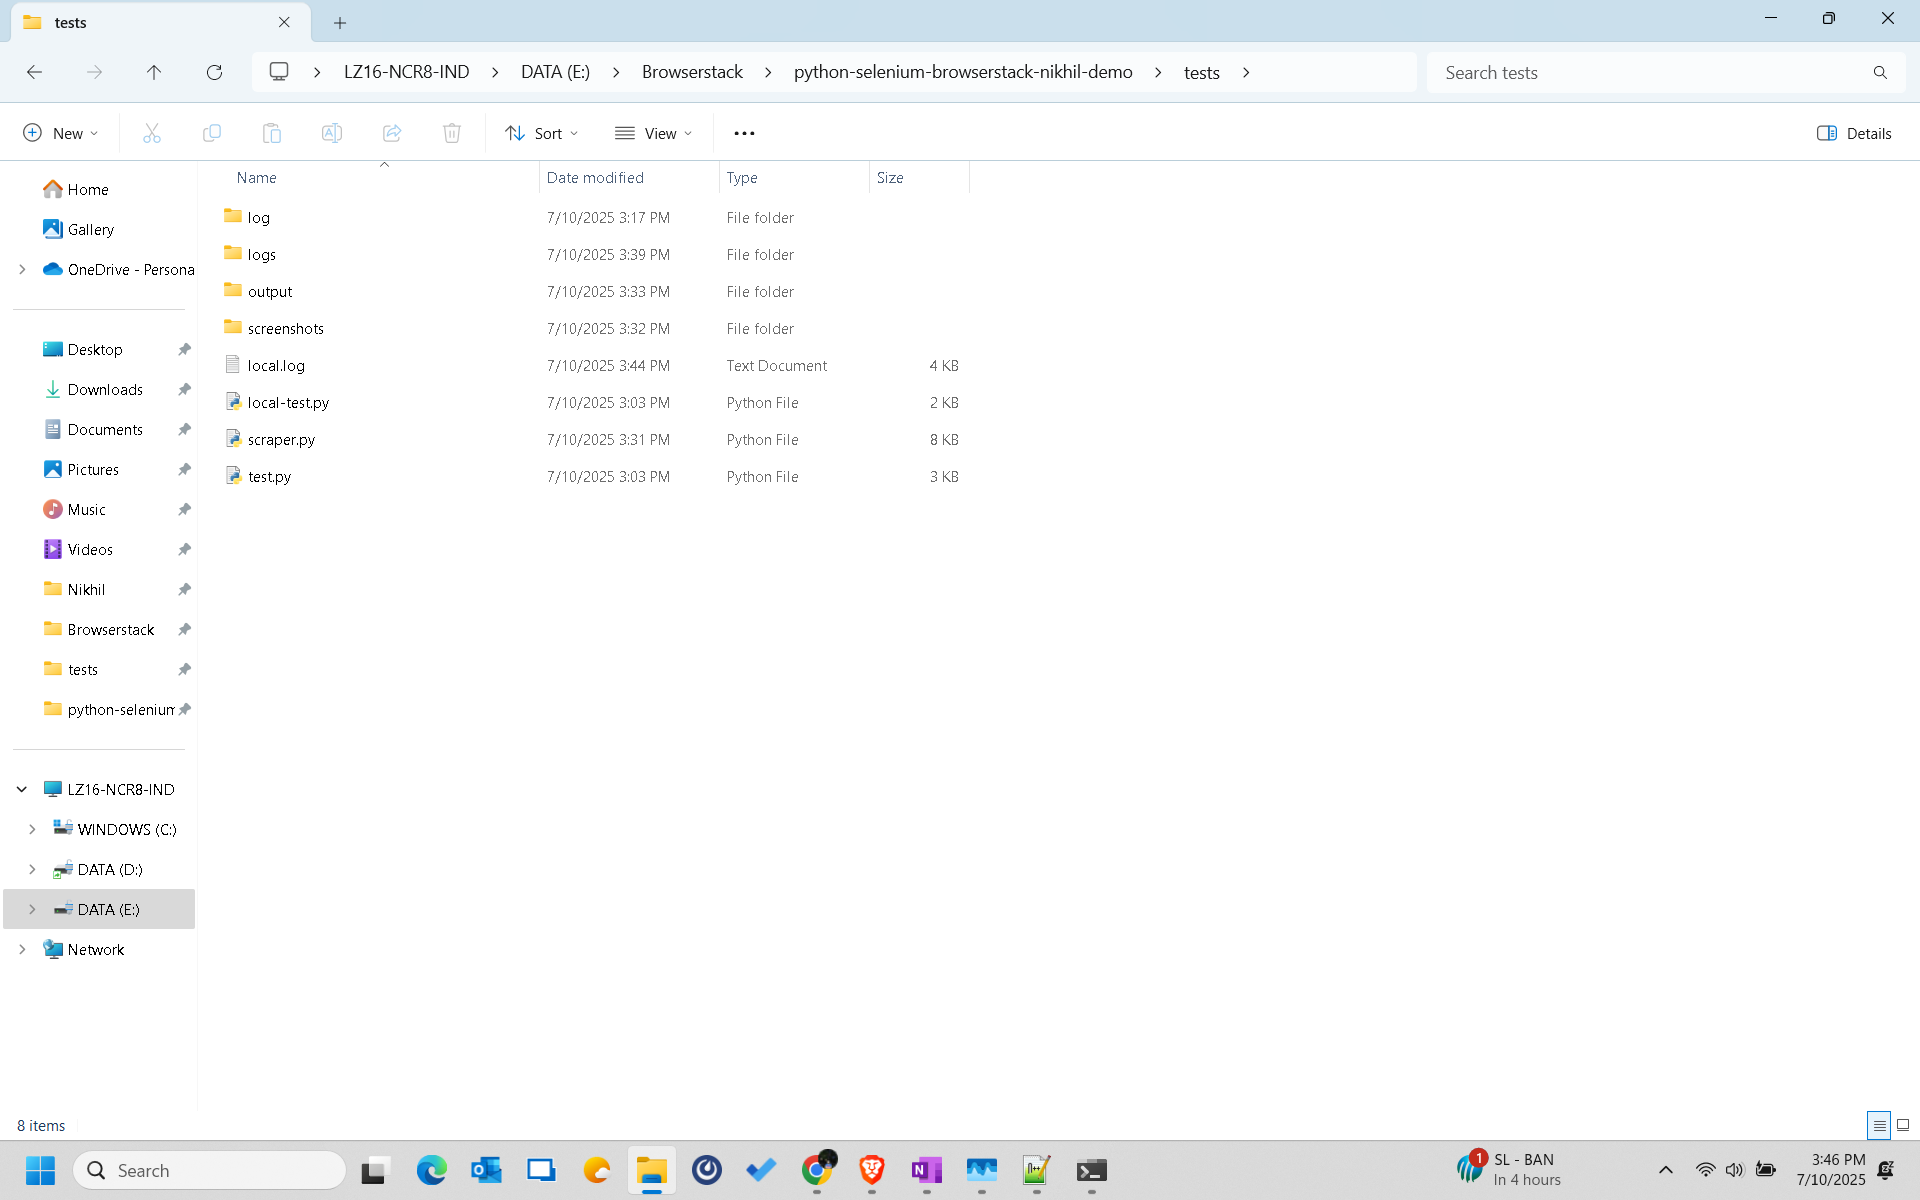 tests
LZ16-NCR8-IND
DATA (E:)
Browserstack
python-selenium-browserstack-nikhil-demo
tests
Search tests
New
Sort
View
Details
Name
Date modified
Type
Size
log 7/10/2025 3:17 PM File folder
logs 7/10/2025 3:39 PM File folder
output 7/10/2025 3:33 PM File folder
screenshots 7/10/2025 3:32 PM File folder
local.log 7/10/2025 3:44 PM Text Document 4 KB
local-test.py 7/10/2025 3:03 PM Python File 2 KB
scraper.py 7/10/2025 3:31 PM Python File 8 KB
test.py 7/10/2025 3:03 PM Python File 3 KB
Home
Gallery
OneDrive - Persona
Desktop
Downloads
Documents
Pictures
Music
Videos
Nikhil
Browserstack
tests
python-selenium
LZ16-NCR8-IND
WINDOWS (C:)
DATA (D:)
DATA (E:)
Network
8 items
Search
1
SL - BAN
In 4 hours
3:46 PM
7/10/2025